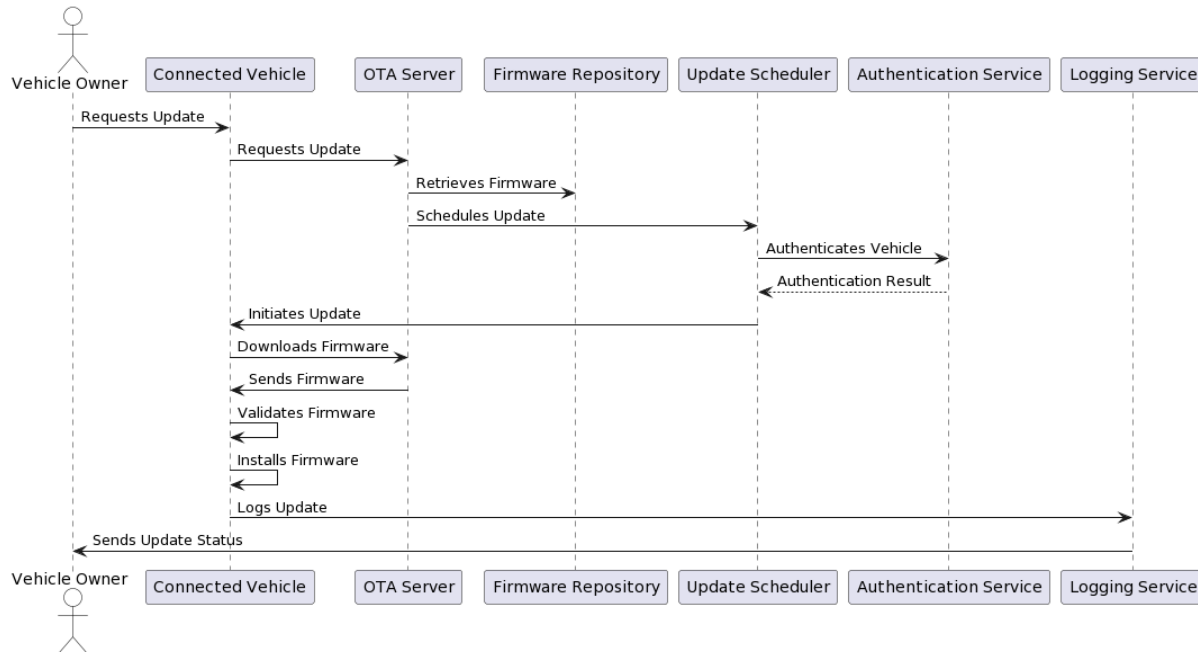 Vehicle Owner
Connected Vehicle
OTA Server
Firmware Repository
Update Scheduler
Authentication Service
Logging Service
Requests Update
Requests Update
Retrieves Firmware
Schedules Update
Authenticates Vehicle
Authentication Result
Initiates Update
Downloads Firmware
Sends Firmware
Validates Firmware
Installs Firmware
Logs Update
Sends Update Status
Vehicle Owner
Connected Vehicle
OTA Server
Firmware Repository
Update Scheduler
Authentication Service
Logging Service